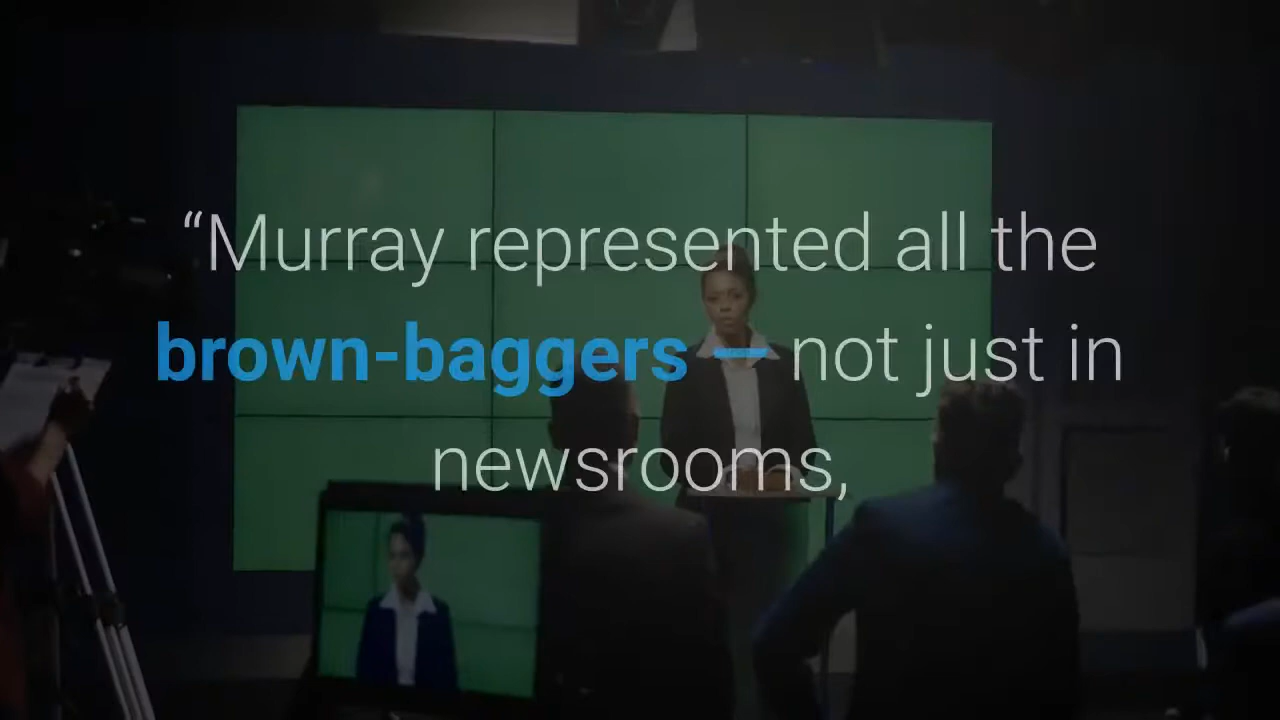 “Murray represented all the
brown-baggers — not just in
newsrooms,